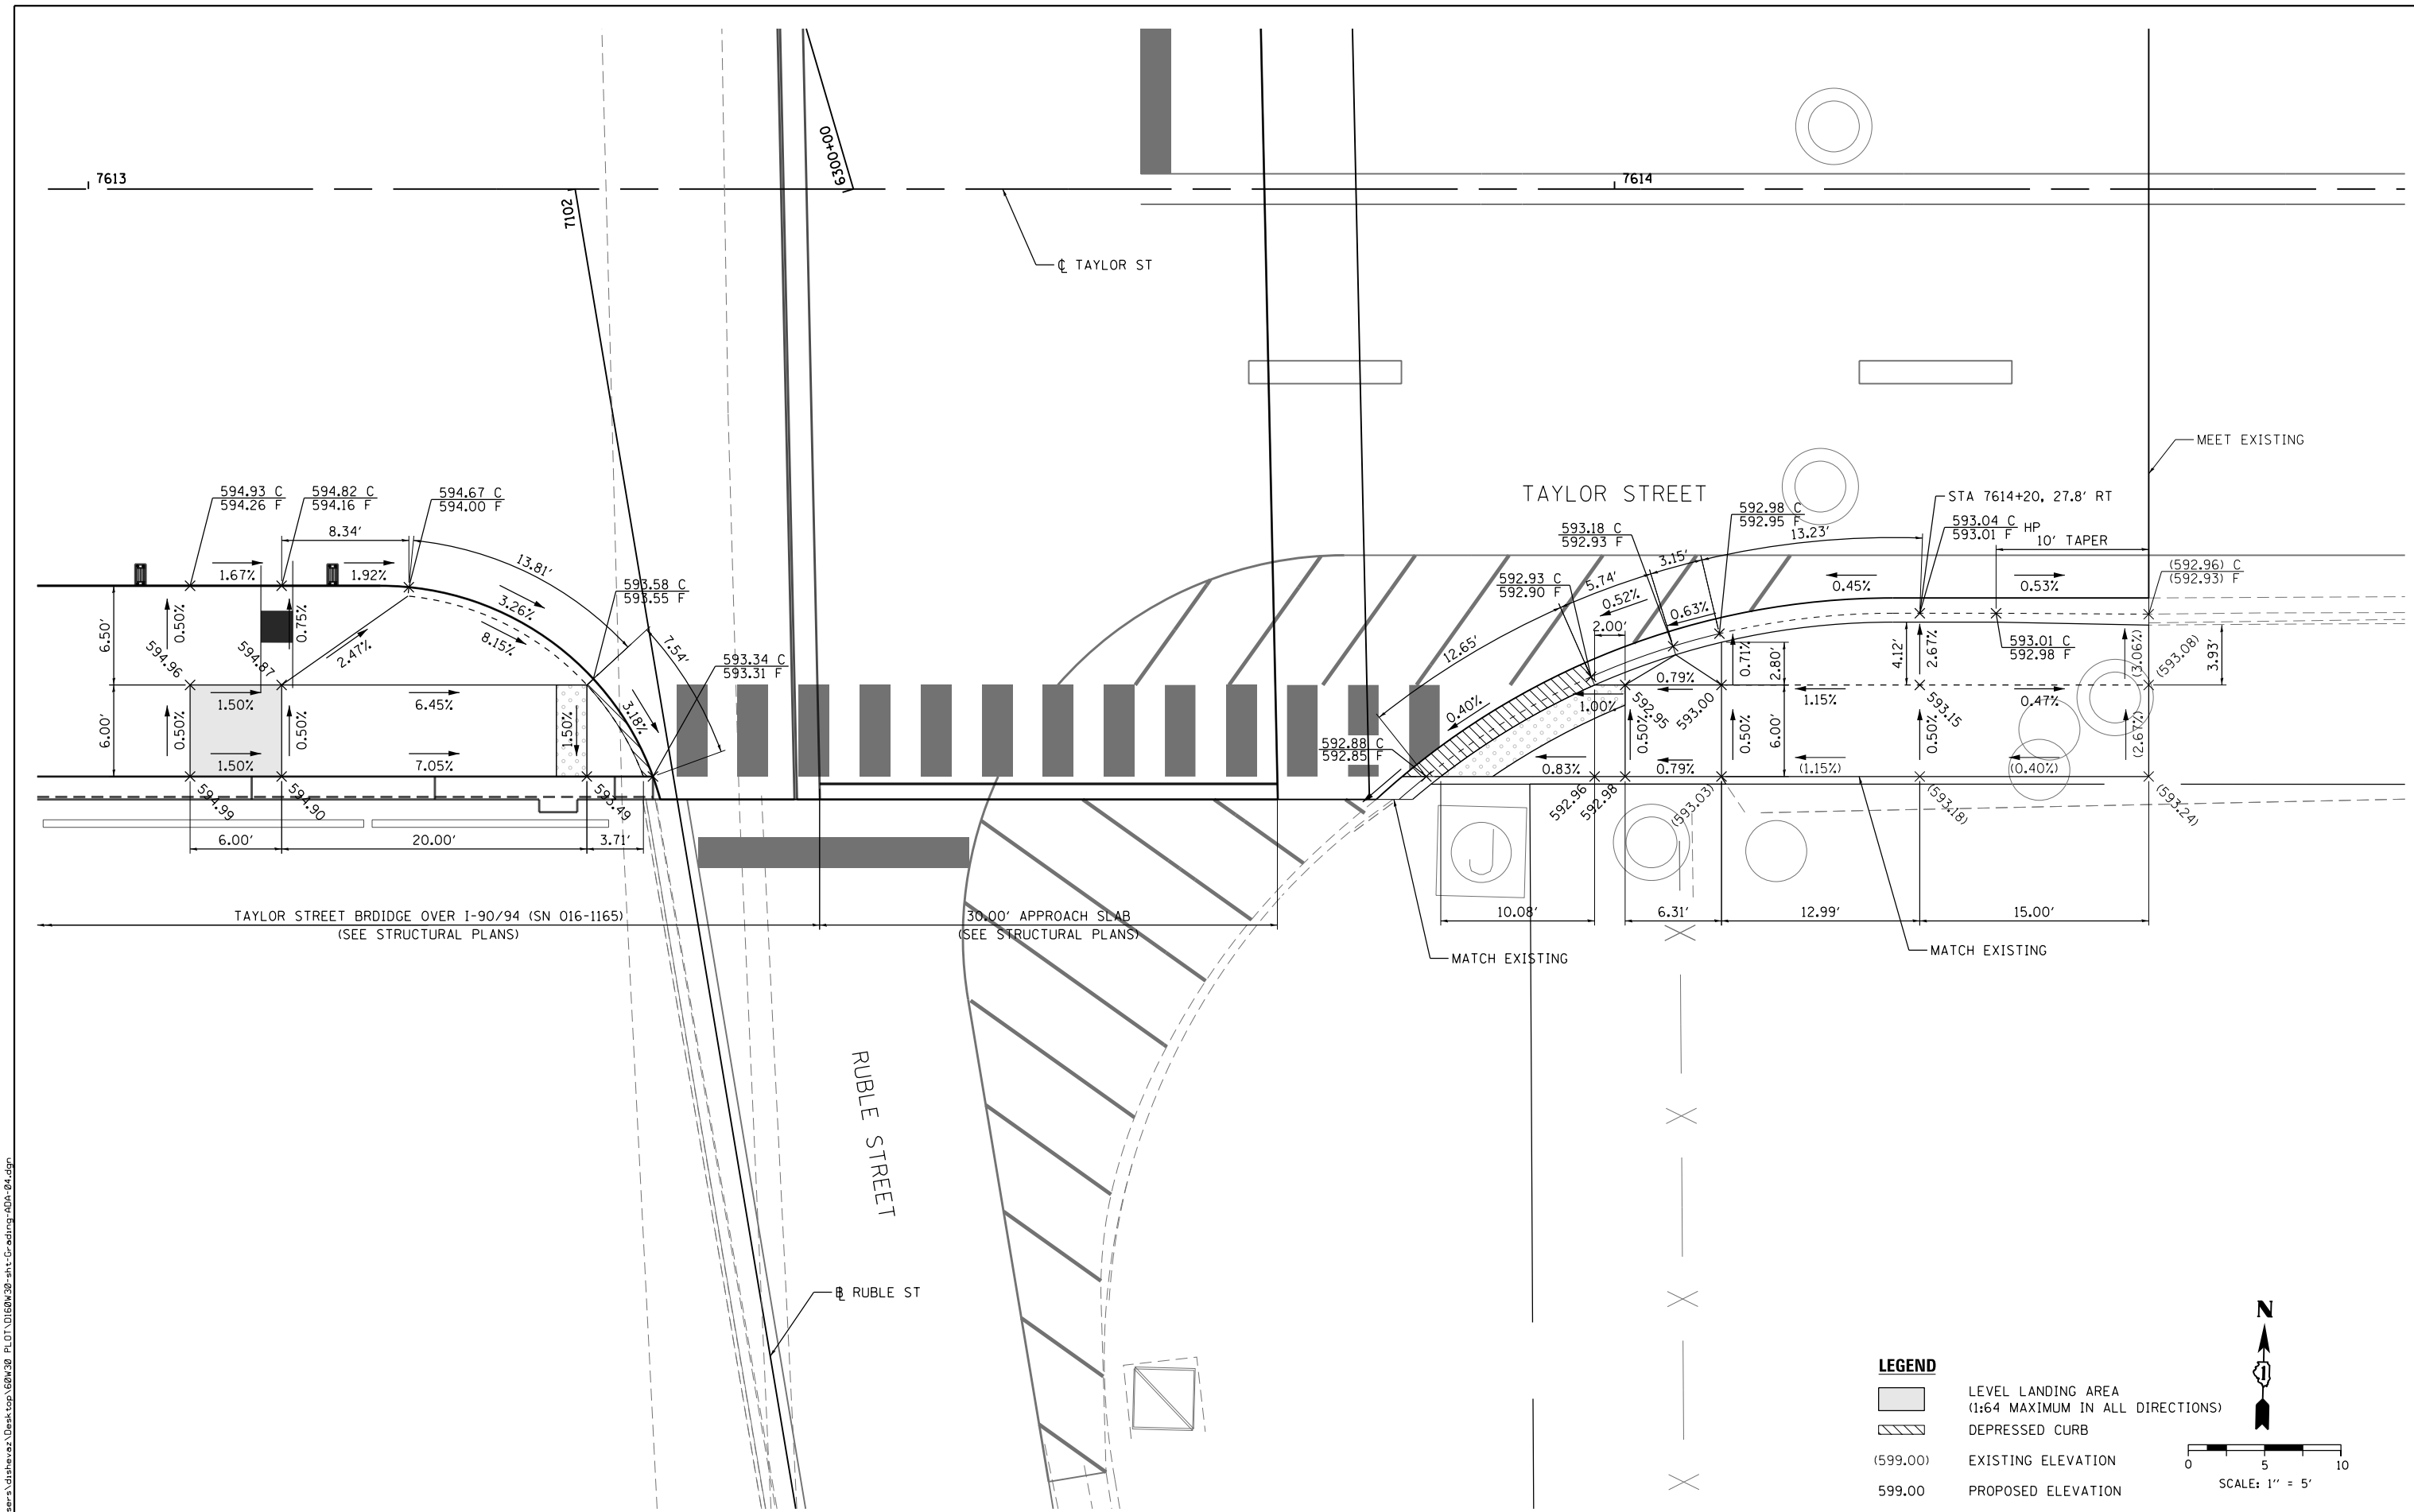 7613
7614
6300+00
7102
℄ TAYLOR ST
MEET EXISTING
TAYLOR STREET
STA 7614+20, 27.8' RT
594.93 C
594.26 F
594.82 C
594.16 F
594.67 C
594.00 F
8.34'
13.81'
1.67%
1.92%
3.26%
8.15%
593.58 C
593.55 F
7.54'
593.34 C
593.31 F
3.18%
6.50'
0.50%
0.75%
2.47%
594.96
594.87
6.00'
0.50%
1.50%
0.50%
6.45%
1.50%
1.50%
7.05%
594.99
594.90
593.49
6.00'
20.00'
3.71'
592.98 C
592.95 F
593.18 C
592.93 F
592.93 C
592.90 F
593.04 C
593.01 F
HP
13.23'
3.15'
5.74'
10' TAPER
(592.96) C
(592.93) F
0.45%
0.53%
0.52%
0.63%
2.00'
12.65'
0.71%
2.80'
4.12'
2.67%
593.01 C
592.98 F
(3.06%)
(593.08)
3.93'
0.79%
1.00%
1.15%
0.47%
592.95
593.00
593.15
0.40%
0.50%
0.50%
6.00'
0.50%
(2.67%)
592.88 C
592.85 F
0.83%
0.79%
(1.15%)
(0.40%)
592.96
592.98
(593.03)
(593.18)
(593.24)
10.08'
6.31'
12.99'
15.00'
TAYLOR STREET BRDIDGE OVER I-90/94 (SN 016-1165)
(SEE STRUCTURAL PLANS)
30.00' APPROACH SLAB
(SEE STRUCTURAL PLANS)
MATCH EXISTING
MATCH EXISTING
J
RUBLE STREET
⅊ RUBLE ST
LEGEND
LEVEL LANDING AREA
(1:64 MAXIMUM IN ALL DIRECTIONS)
DEPRESSED CURB
(599.00) EXISTING ELEVATION
599.00 PROPOSED ELEVATION
N
1
0 5 10
SCALE: 1'' = 5'
sers\dishevaz\Desktop\60W30 PLOT\D160W30-sht-Grading-ADA-04.dgn